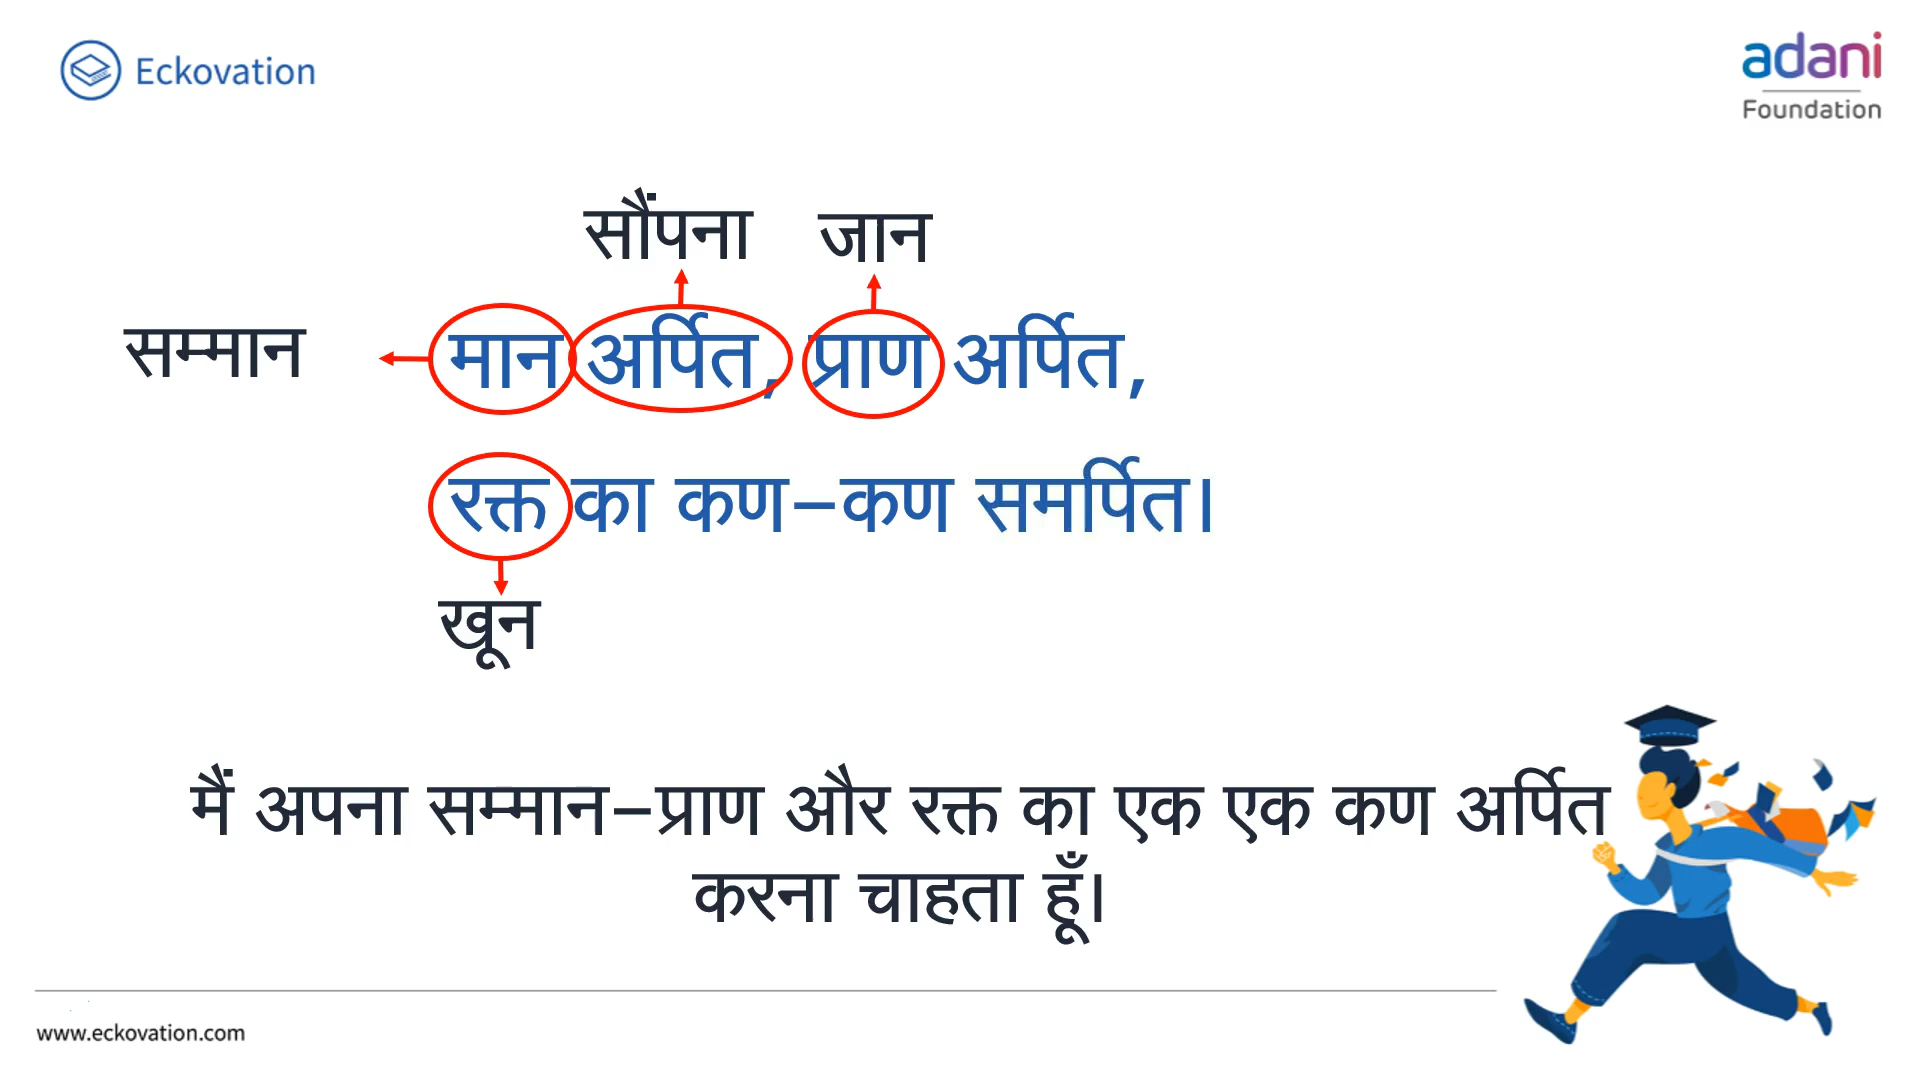 Eckovation
adani
Foundation
सौंपना जान
सम्मान
मान अर्पित, प्राण अर्पित,
रक्त का कण–कण समर्पित।
खून
मैं अपना सम्मान–प्राण और रक्त का एक एक कण अर्पित
करना चाहता हूँ।
www.eckovation.com